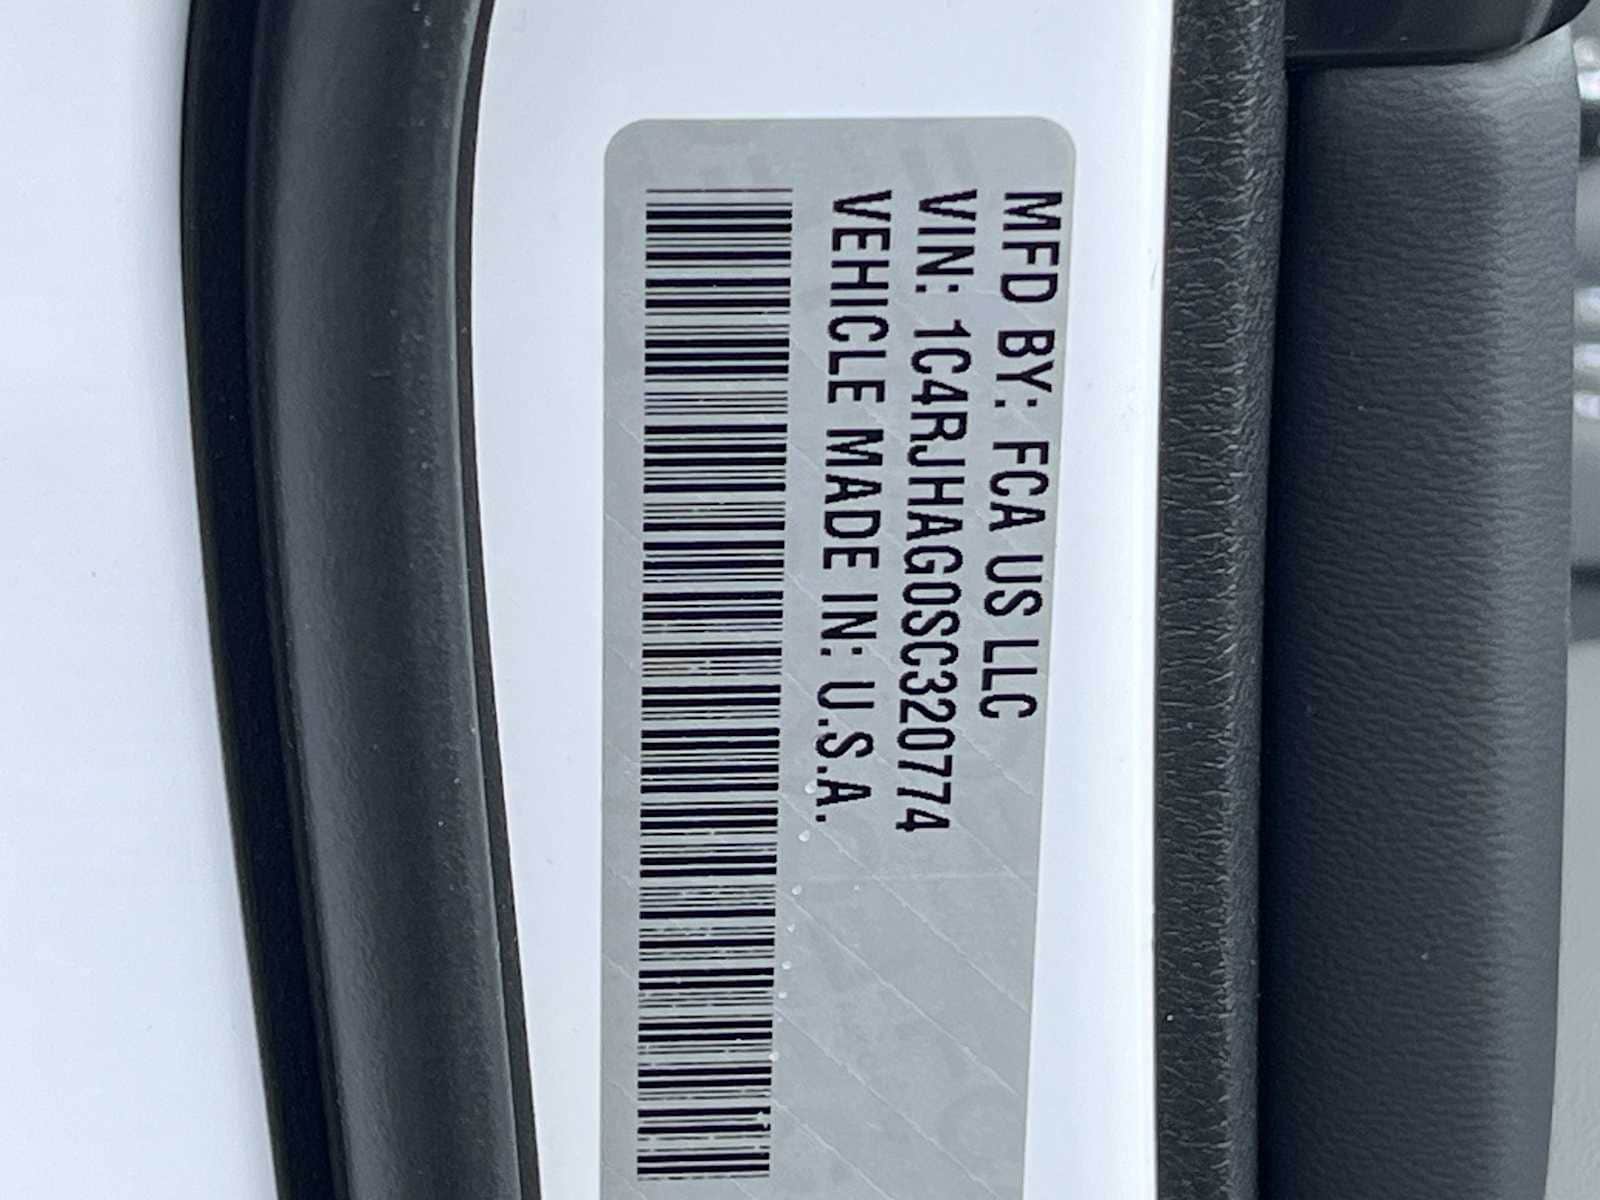 MFD BY: FCA US LLC
VIN: 1C4RJHAG0SC320774
VEHICLE MADE IN: U.S.A.